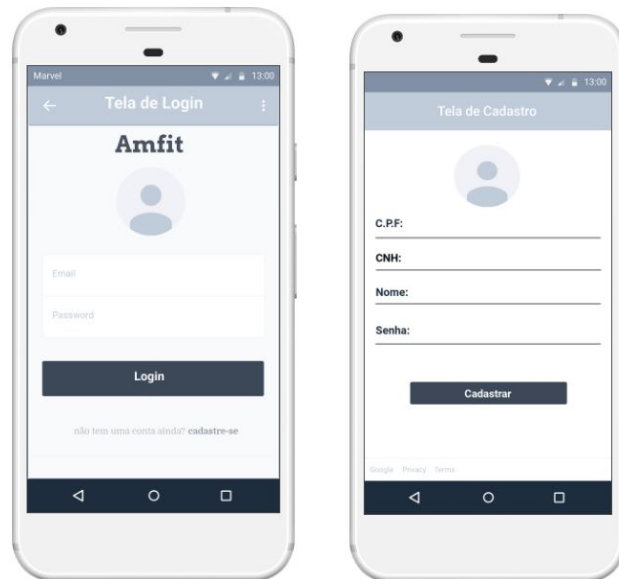 Marvel 13:00
Tela de Login
Amfit
Email
Password
Login
não tem uma conta ainda? cadastre-se
13:00
Tela de Cadastro
C.P.F:
CNH:
Nome:
Senha:
Cadastrar
Google Privacy Terms